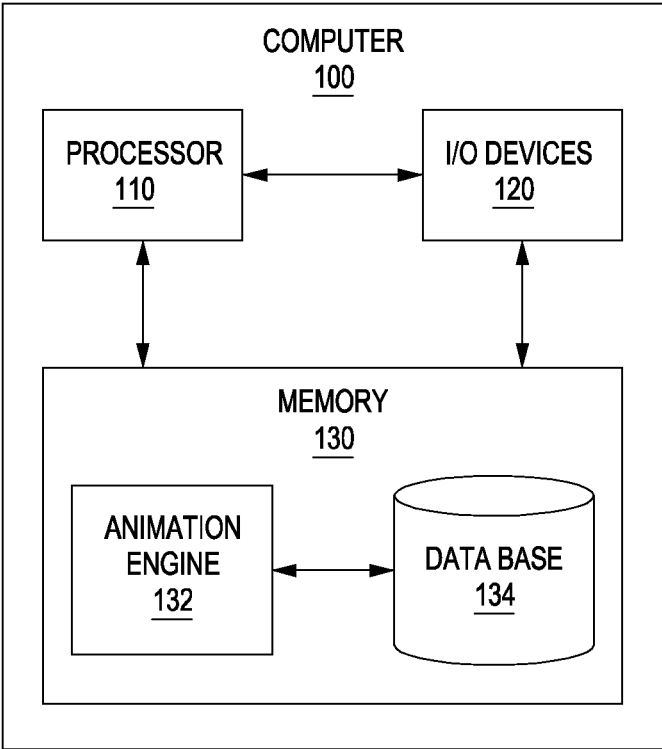 COMPUTER
100
PROCESSOR
110
I/O DEVICES
120
MEMORY
130
ANIMATION
ENGINE
132
DATA BASE
134